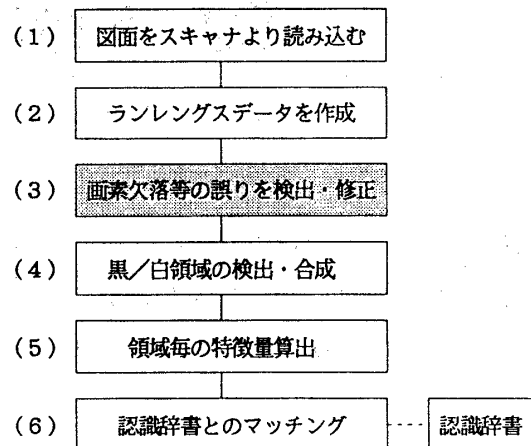 (1) 図面をスキャナより読み込む
(2) ランレングスデータを作成
(3) 画素欠落等の誤りを検出・修正
(4) 黒／白領域の検出・合成
(5) 領域毎の特徴量算出
(6) 認識辞書とのマッチング 認識辞書